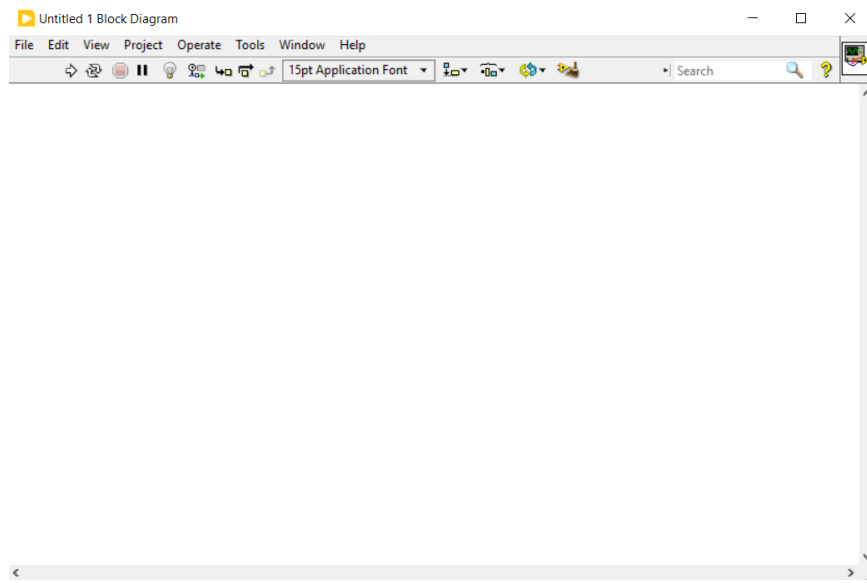 Untitled 1 Block Diagram
File Edit View Project Operate Tools Window Help
15pt Application Font Search